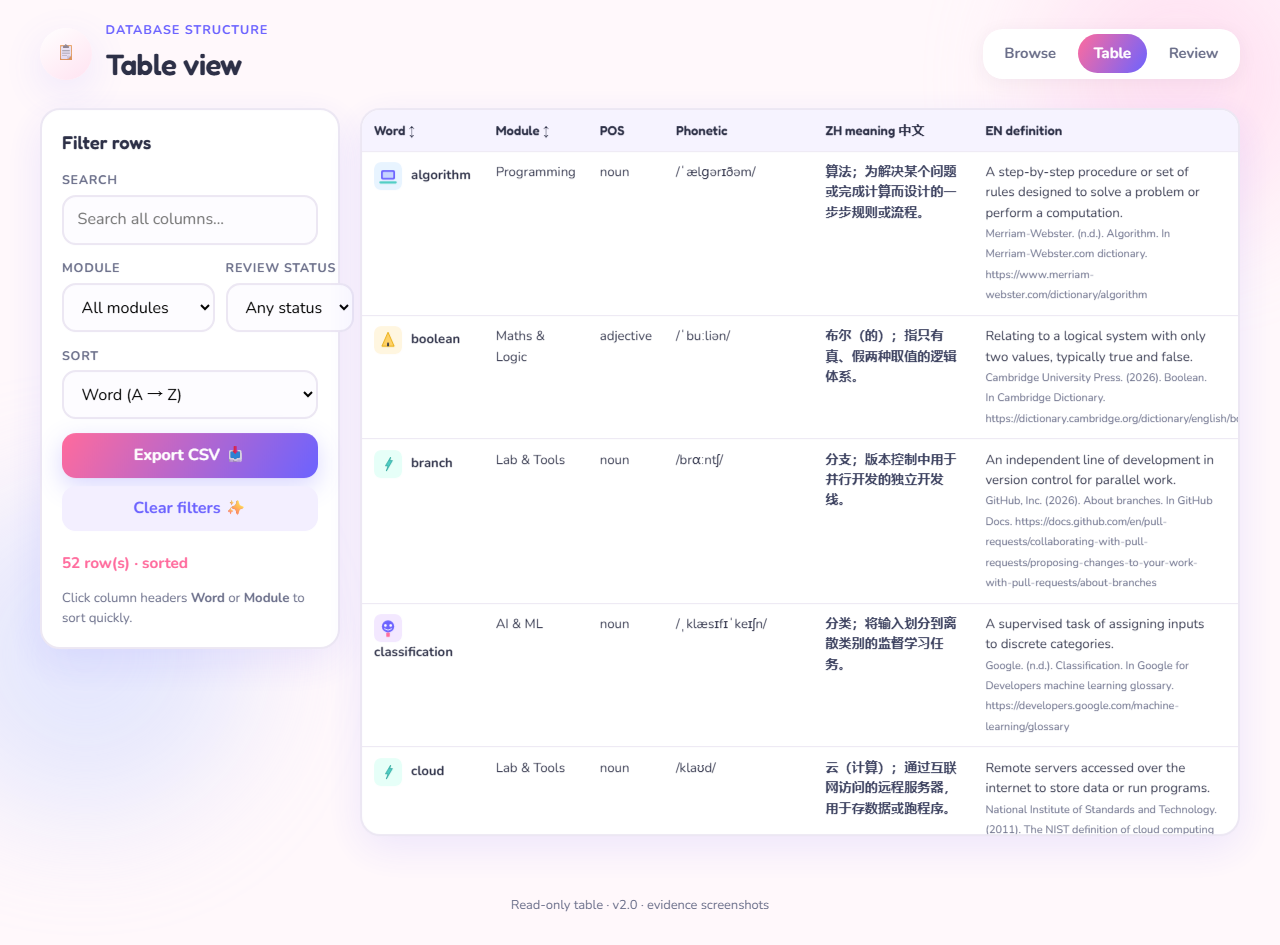 DATABASE STRUCTURE
Table view
Browse
Table
Review
Filter rows
SEARCH
Search all columns...
MODULE
REVIEW STATUS
All modules
Any status
SORT
Word (A → Z)
Export CSV
Clear filters
52 row(s) · sorted
Click column headers Word or Module to
sort quickly.
Word ↕
Module ↕
POS
Phonetic
ZH meaning 中文
EN definition
algorithm
Programming
noun
/ˈælɡərɪðəm/
算法；为解决某个问题
或完成计算而设计的一
步步规则或流程。
A step-by-step procedure or set of
rules designed to solve a problem or
perform a computation.
Merriam-Webster. (n.d.). Algorithm. In
Merriam-Webster.com dictionary.
https://www.merriam-
webster.com/dictionary/algorithm
boolean
Maths &
Logic
adjective
/ˈbuːliən/
布尔（的）；指只有
真、假两种取值的逻辑
体系。
Relating to a logical system with only
two values, typically true and false.
Cambridge University Press. (2026). Boolean.
In Cambridge Dictionary.
https://dictionary.cambridge.org/dictionary/english/bo
branch
Lab & Tools
noun
/brɑːntʃ/
分支；版本控制中用于
并行开发的独立开发
线。
An independent line of development in
version control for parallel work.
GitHub, Inc. (2026). About branches. In GitHub
Docs. https://docs.github.com/en/pull-
requests/collaborating-with-pull-
requests/proposing-changes-to-your-work-
with-pull-requests/about-branches
classification
AI & ML
noun
/ˌklæsɪfɪˈkeɪʃn/
分类；将输入划分到离
散类别的监督学习任
务。
A supervised task of assigning inputs
to discrete categories.
Google. (n.d.). Classification. In Google for
Developers machine learning glossary.
https://developers.google.com/machine-
learning/glossary
cloud
Lab & Tools
noun
/klaʊd/
云（计算）；通过互联
网访问的远程服务器，
用于存数据或跑程序。
Remote servers accessed over the
internet to store data or run programs.
National Institute of Standards and Technology.
(2011). The NIST definition of cloud computing
Read-only table · v2.0 · evidence screenshots